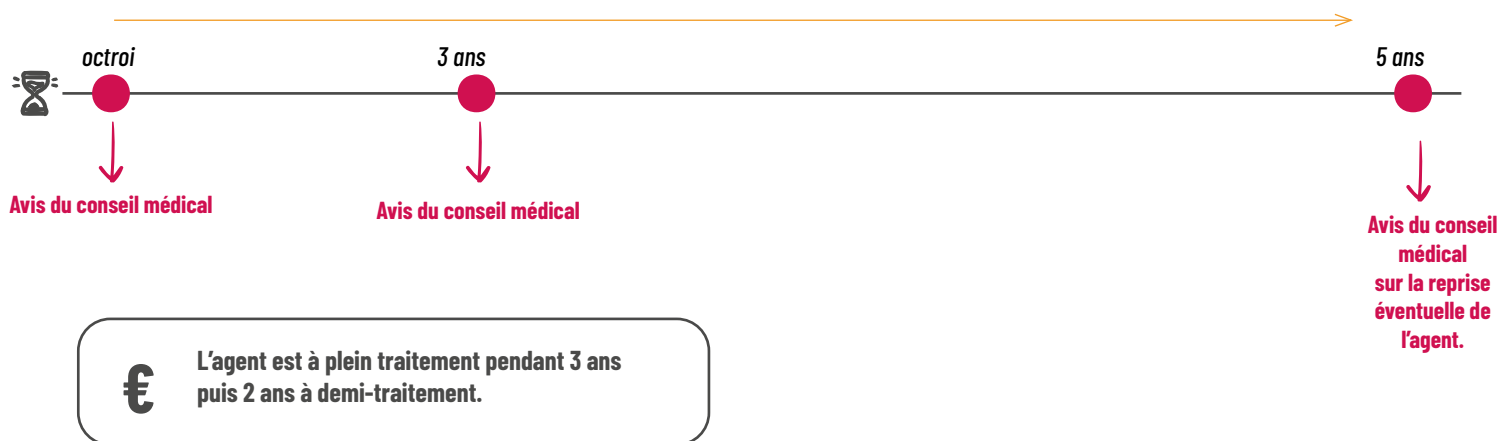 octroi
3 ans
5 ans
Avis du conseil médical
Avis du conseil médical
Avis du conseil
médical
sur la reprise
éventuelle de
l’agent.
€
L’agent est à plein traitement pendant 3 ans
puis 2 ans à demi-traitement.